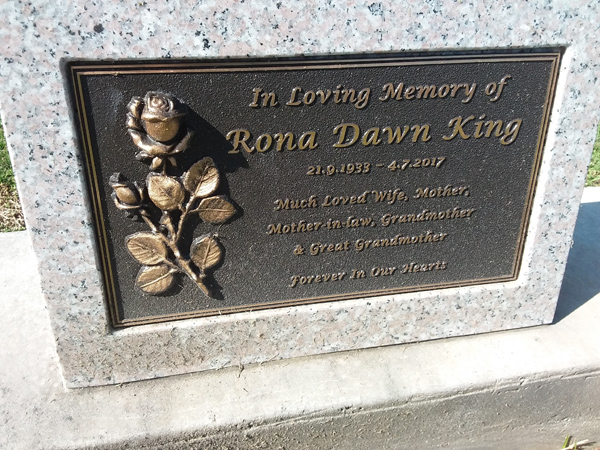 In Loving Memory of
Rona Dawn King
21.9.1933 - 4.7.2017
Much Loved Wife, Mother,
Mother-in-law, Grandmother
& Great Grandmother
Forever In Our Hearts